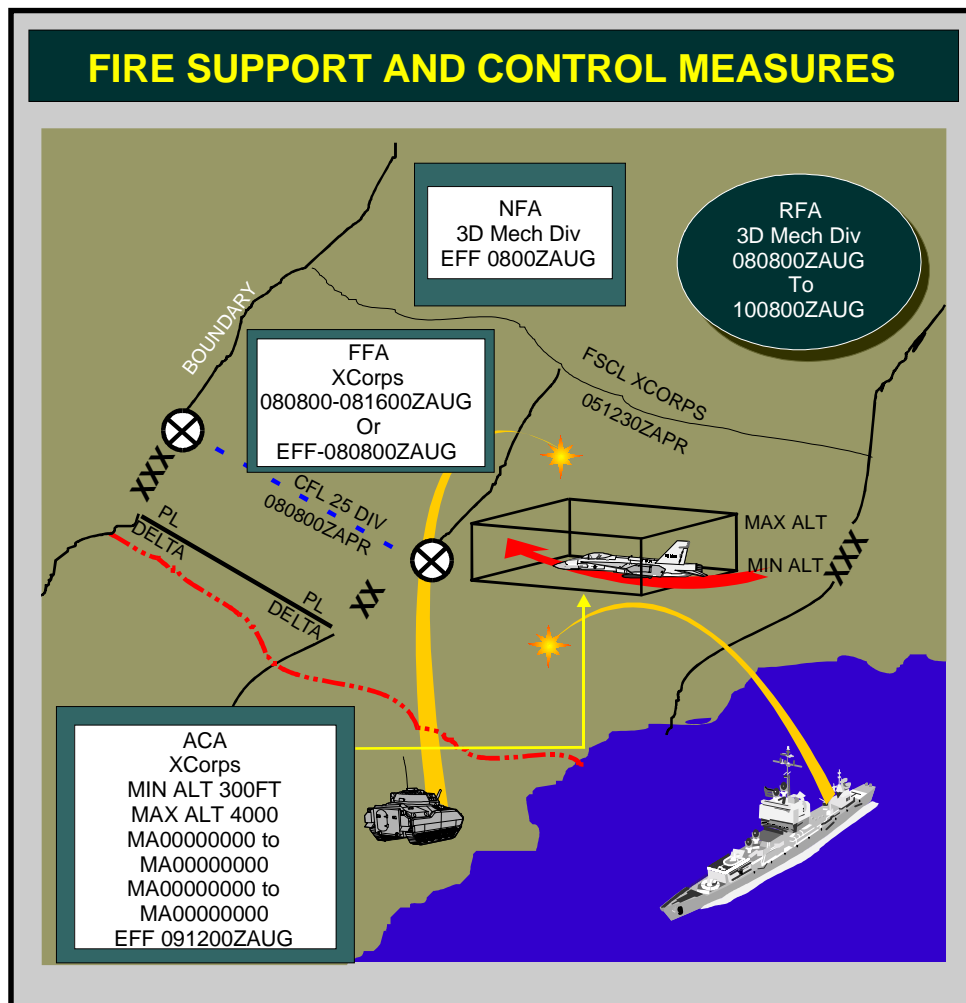 FIRE SUPPORT AND CONTROL MEASURES
NFA
3D Mech Div
EFF 0800ZAUG
RFA
3D Mech Div
080800ZAUG
To
100800ZAUG
BOUNDARY
FFA
XCorps
080800-081600ZAUG
Or
EFF-080800ZAUG
FSCL XCORPS
051230ZAPR
XXX
CFL 25 DIV
080800ZAPR
PL
DELTA
PL
DELTA
XX
MAX ALT
MIN ALT
XXX
ACA
XCorps
MIN ALT 300FT
MAX ALT 4000
MA00000000 to
MA00000000
MA00000000 to
MA00000000
EFF 091200ZAUG